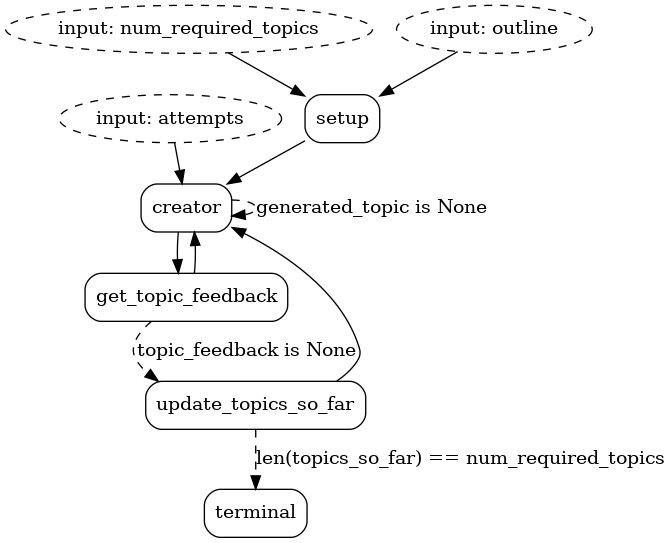 input: num_required_topics
input: outline
input: attempts
setup
creator
generated_topic is None
get_topic_feedback
topic_feedback is None
update_topics_so_far
len(topics_so_far) == num_required_topics
terminal